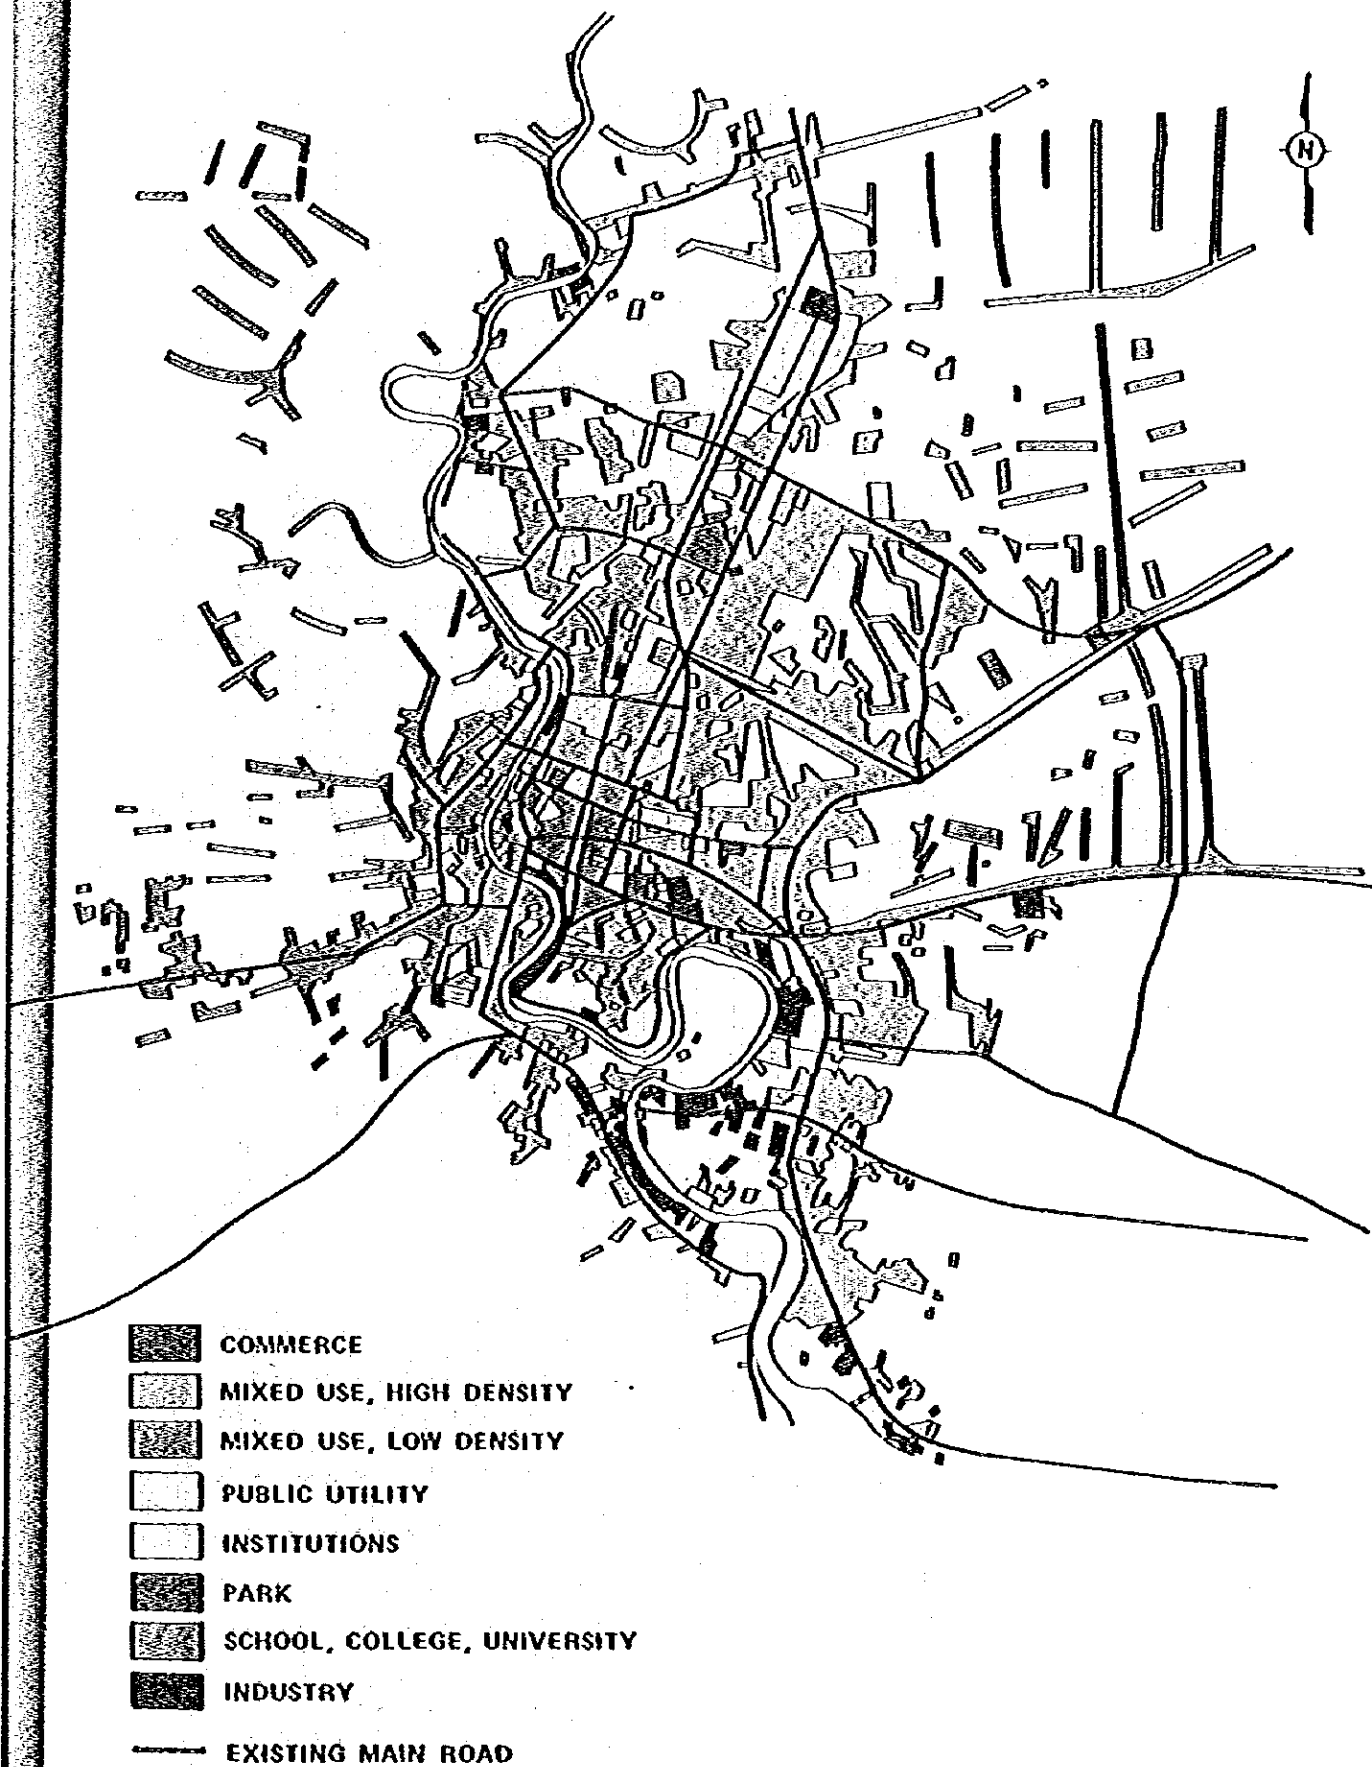 N
COMMERCE
MIXED USE, HIGH DENSITY
MIXED USE, LOW DENSITY
PUBLIC UTILITY
INSTITUTIONS
PARK
SCHOOL, COLLEGE, UNIVERSITY
INDUSTRY
EXISTING MAIN ROAD